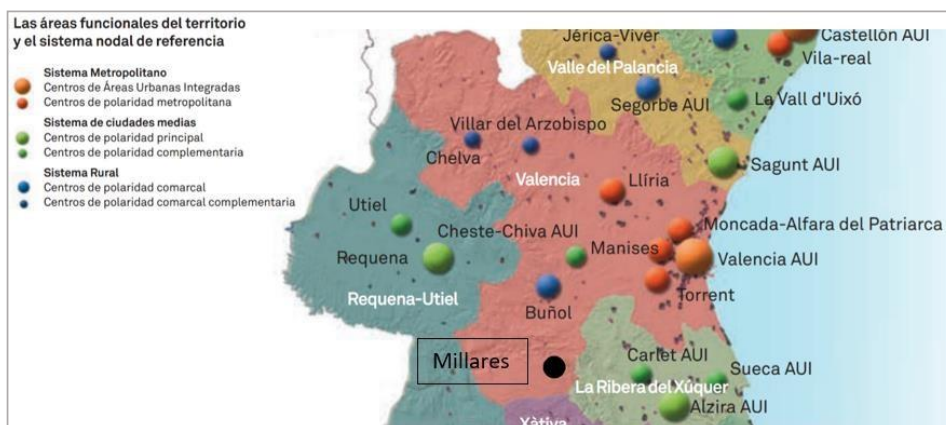 Las áreas funcionales del territorio
y el sistema nodal de referencia
Sistema Metropolitano
Centros de Áreas Urbanas Integradas
Centros de polaridad metropolitana
Sistema de ciudades medias
Centros de polaridad principal
Centros de polaridad complementaria
Sistema Rural
Centros de polaridad comarcal
Centros de polaridad comarcal complementaria
Jérica-Viver
Castellón AUI
Vila-real
Valle del Palancia
Segorbe AUI
La Vall d'Uixó
Villar del Arzobispo
Chelva
Sagunt AUI
Valencia
Llíria
Utiel
Cheste-Chiva AUI
Manises
Moncada-Alfara del Patriarca
Requena
Valencia AUI
Requena-Utiel
Buñol
Torrent
Millares
Carlet AUI
Sueca AUI
La Ribera del Xúquer
Alzira AUI
Xàtiva